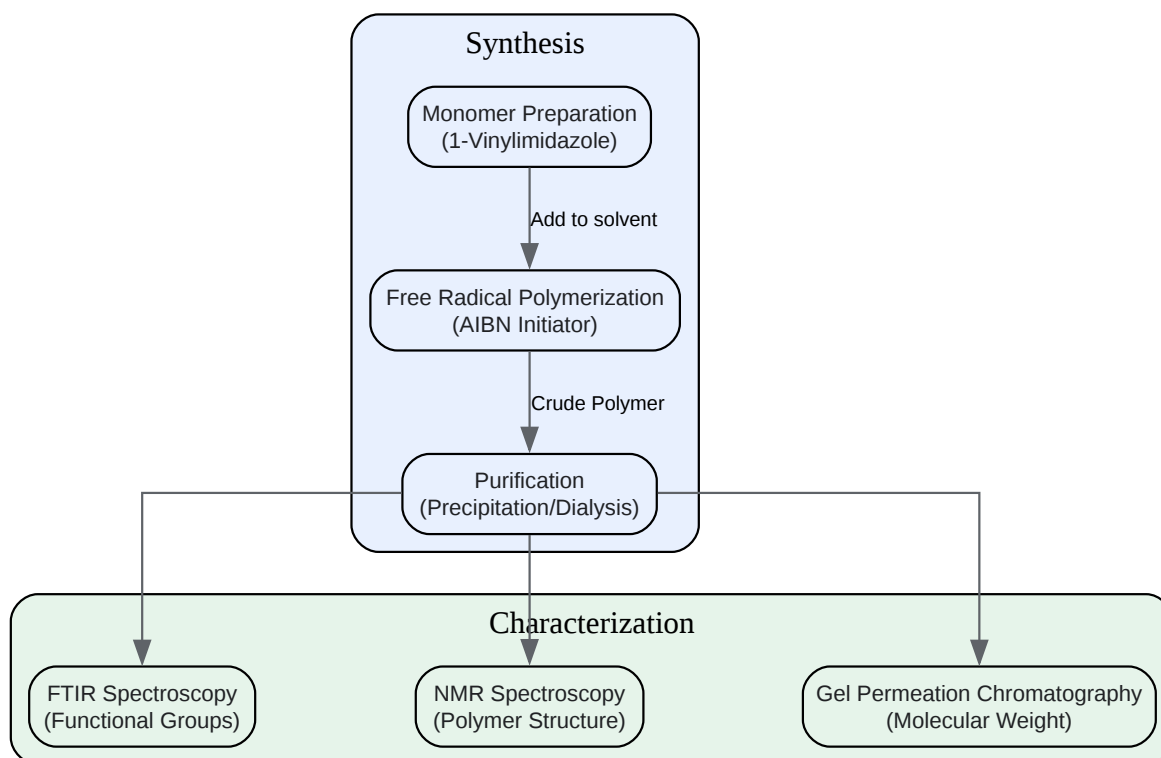 Synthesis
Monomer Preparation
(1-Vinylimidazole)
Add to solvent
Free Radical Polymerization
(AIBN Initiator)
Crude Polymer
Purification
(Precipitation/Dialysis)
Characterization
FTIR Spectroscopy
(Functional Groups)
NMR Spectroscopy
(Polymer Structure)
Gel Permeation Chromatography
(Molecular Weight)